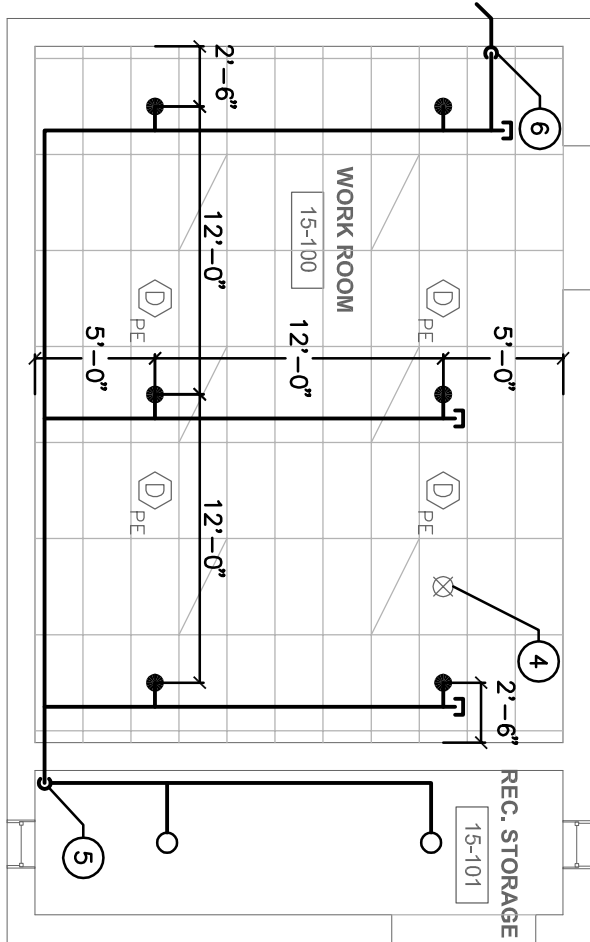 6
2'-6"
WORK ROOM
15-100
12'-0"
D
PE
D
PE
5'-0"
12'-0"
5'-0"
D
PE
D
PE
12'-0"
4
2'-6"
REC. STORAGE
15-101
5